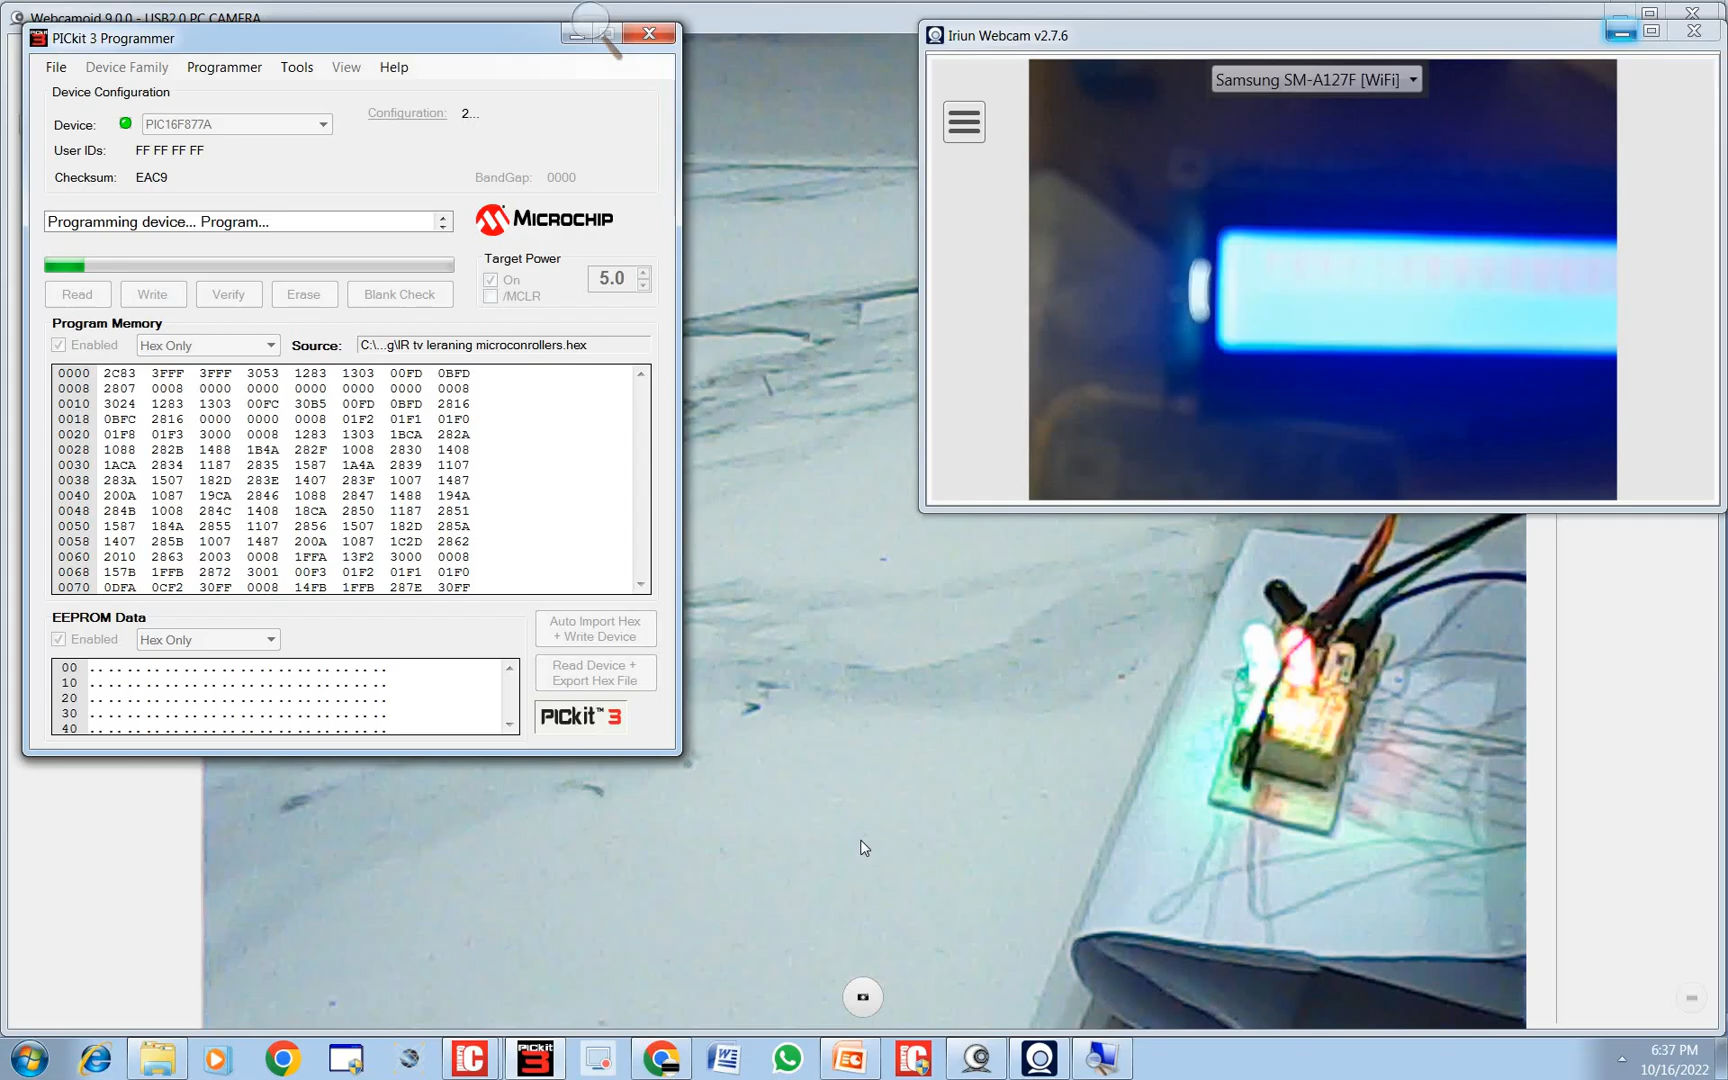 Webcamoid 9.0.0 - USB2.0 PC CAMERA
PICkit 3 Programmer
File Device Family Programmer Tools View Help
Device Configuration
Device: PIC16F877A
Configuration: 2...
User IDs: FF FF FF FF
Checksum: EAC9
BandGap: 0000
Programming device... Program...
MICROCHIP
Target Power
On
/MCLR
5.0
Read Write Verify Erase Blank Check
Program Memory
Enabled Hex Only Source: C:\...g\IR tv leraning microconrollers.hex
0000 2C83 3FFF 3FFF 3053 1283 1303 00FD 0BFD
0008 2807 0008 0000 0000 0000 0000 0000 0008
0010 3024 1283 1303 00FC 30B5 00FD 0BFD 2816
0018 0BFC 2816 0000 0000 0008 01F2 01F1 01F0
0020 01F8 01F3 3000 0008 1283 1303 1BCA 282A
0028 1088 282B 1488 1B4A 282F 1008 2830 1408
0030 1ACA 2834 1187 2835 1587 1A4A 2839 1107
0038 283A 1507 182D 283E 1407 283F 1007 1487
0040 200A 1087 19CA 2846 1088 2847 1488 194A
0048 284B 1008 284C 1408 18CA 2850 1187 2851
0050 1587 184A 2855 1107 2856 1507 182D 285A
0058 1407 285B 1007 1487 200A 1087 1C2D 2862
0060 2010 2863 2003 0008 1FFA 13F2 3000 0008
0068 157B 1FFB 2872 3001 00F3 01F2 01F1 01F0
0070 0DFA 0CF2 30FF 0008 14FB 1FFB 287E 30FF
EEPROM Data
Enabled Hex Only
Auto Import Hex
+ Write Device
Read Device +
Export Hex File
00 . . . . . . . . . . . . . . . .
10 . . . . . . . . . . . . . . . .
20 . . . . . . . . . . . . . . . .
30 . . . . . . . . . . . . . . . .
40 . . . . . . . . . . . . . . . .
PICkit™ 3
Iriun Webcam v2.7.6
Samsung SM-A127F [WiFi]
6:37 PM
10/16/2022